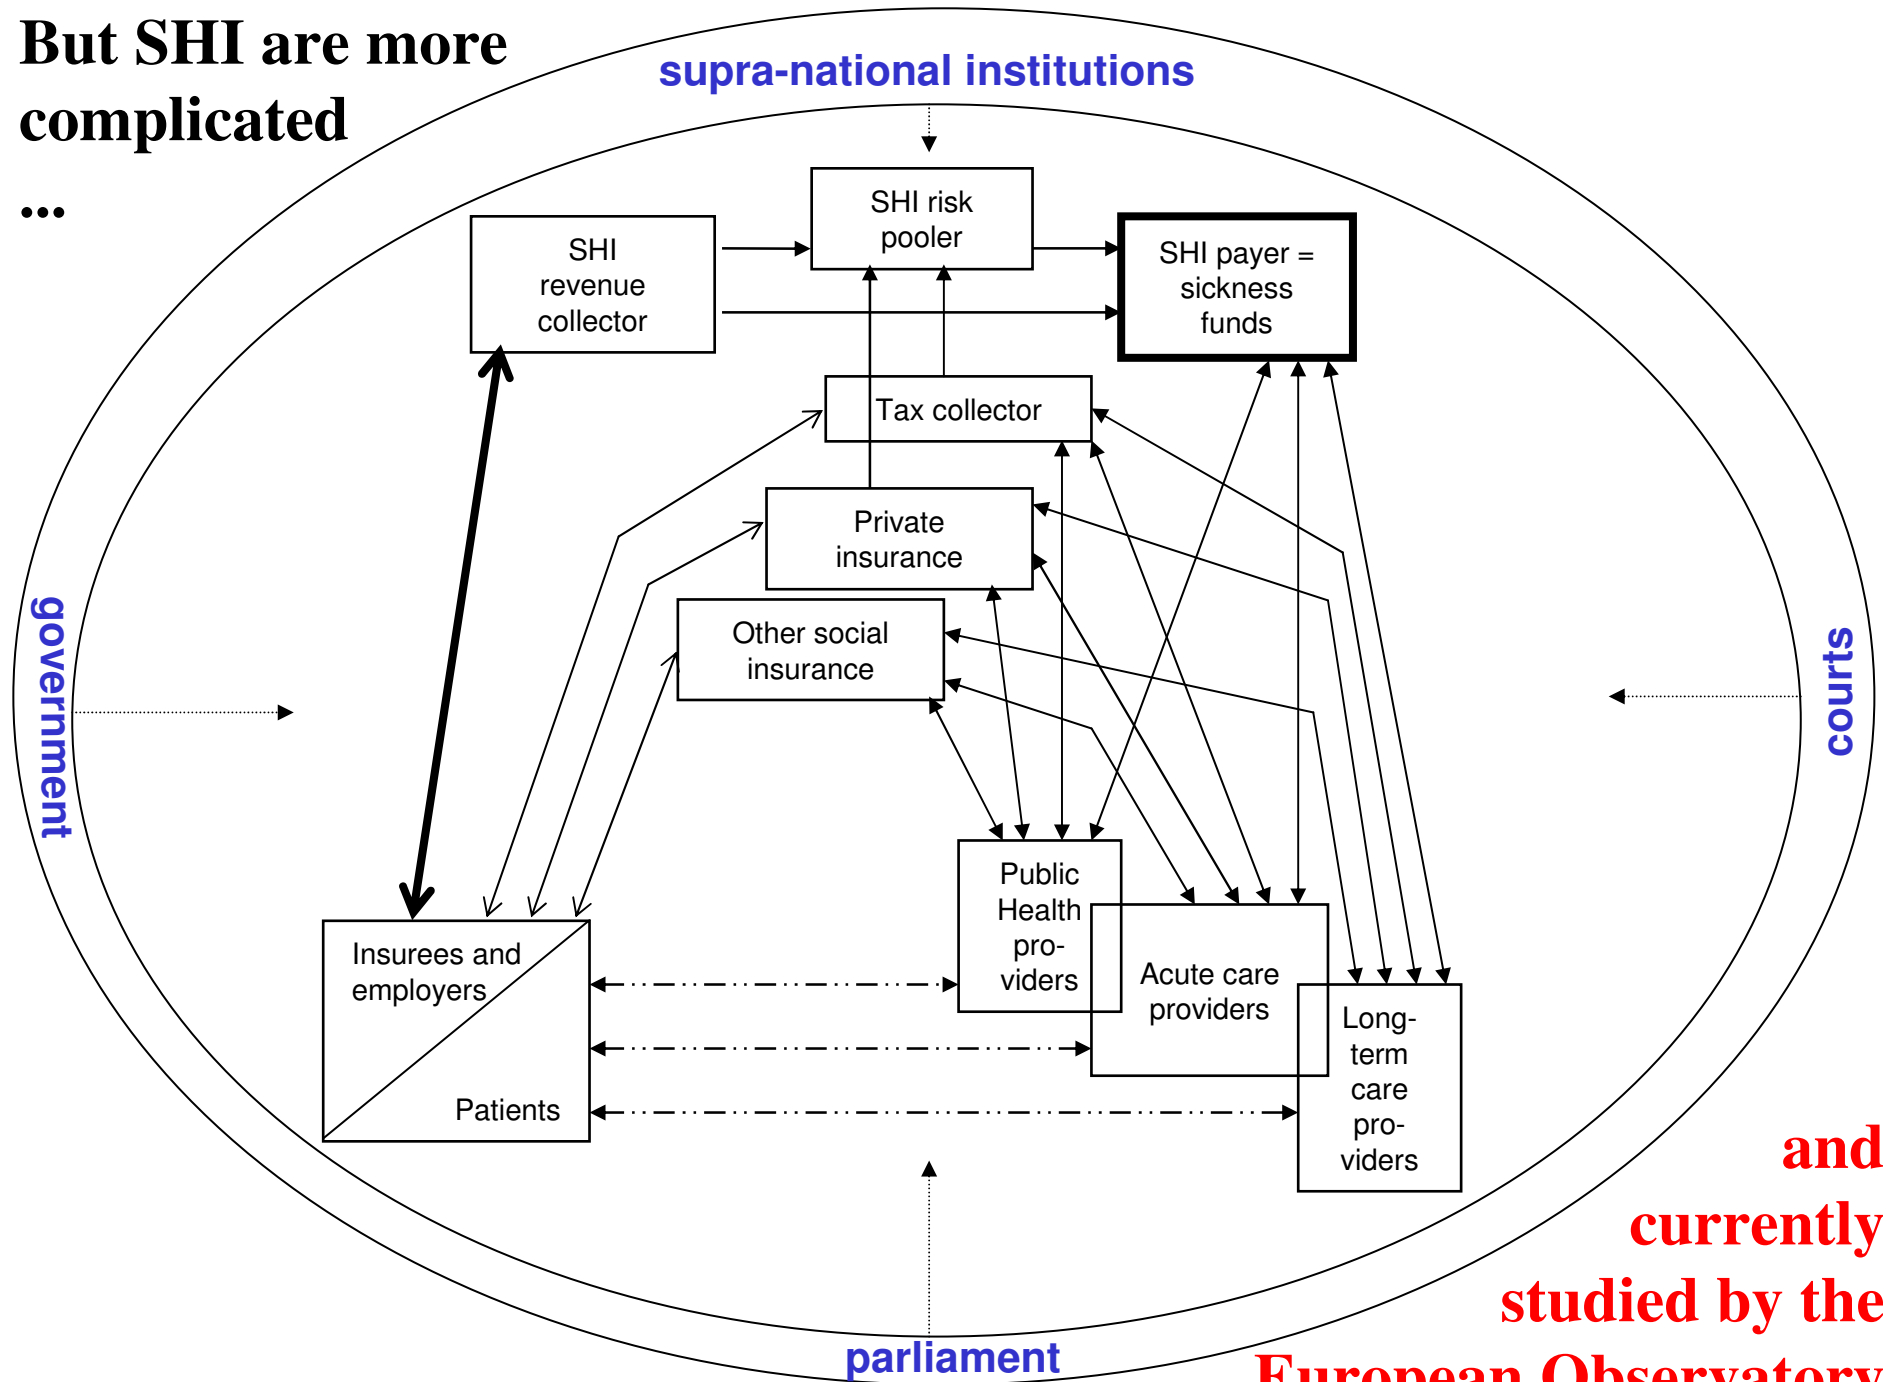 But SHI are more
complicated
...
supra-national institutions
SHI risk
pooler
SHI
revenue
collector
SHI payer =
sickness
funds
Tax collector
Private
insurance
Other social
insurance
government
courts
Public
Health
pro-
viders
Insurees and
employers
Acute care
providers
Long-
term
care
pro-
viders
Patients
and
currently
studied by the
European Observatory
parliament